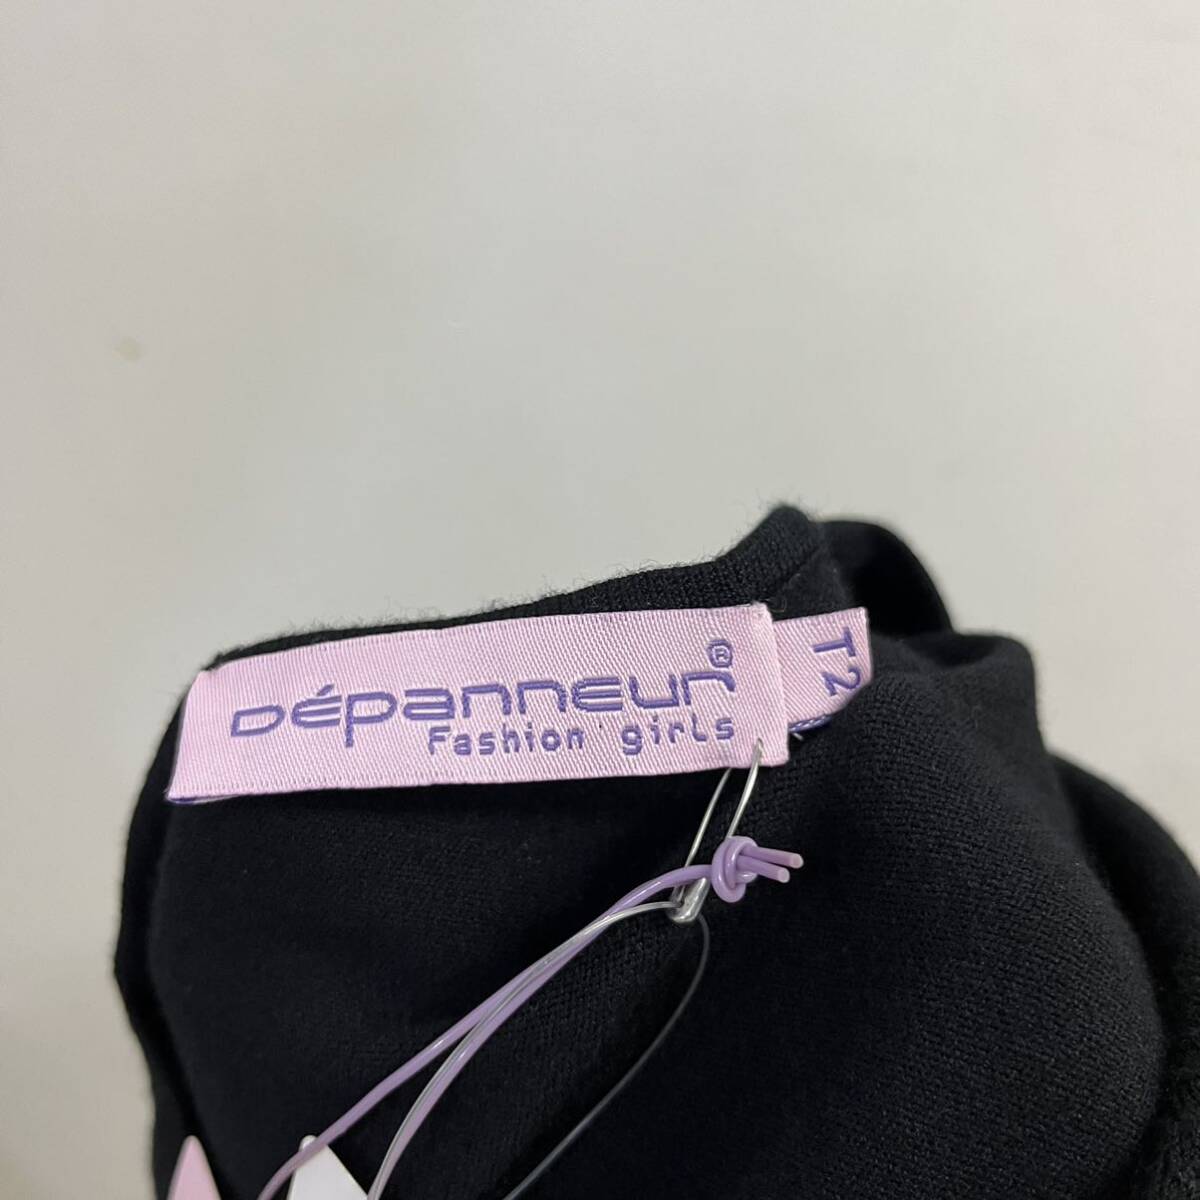 Dépanneur®
Fashion' girls
T2